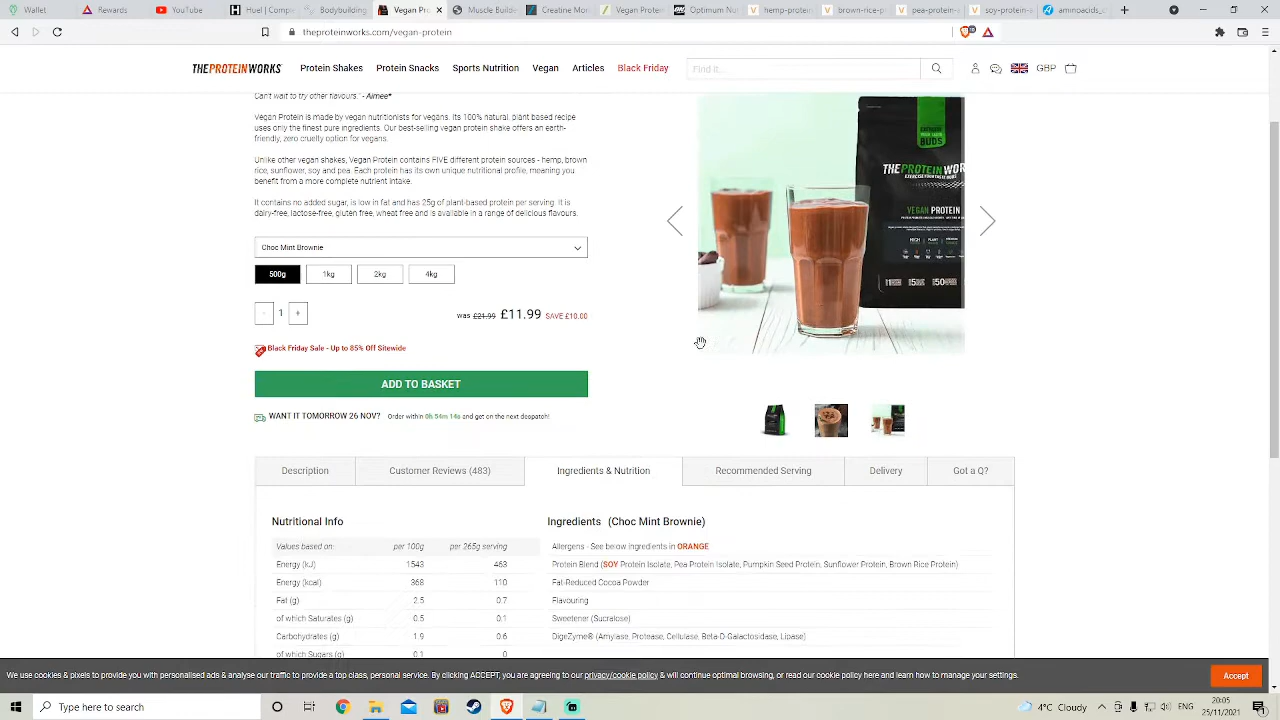 Wallet
Rewards
YouTube
Huel | Compl
Bodybuilding
Vegan Pro
Muscle Build
Creatine Mon
Vegan Protei
Optimum Nu
hemp-protein
brown-rice-p
pea-protein-i
soy-protein-is
aminoacids_c
theproteinworks.com/vegan-protein
THEPROTEINWORKS
Protein Shakes
Protein Snacks
Sports Nutrition
Vegan
Articles
Black Friday
Find it...
GBP
Can't wait to try other flavours." - Aimee*
Vegan Protein is made by vegan nutritionists, for vegans. Its 100% natural, plant based recipe
uses only the finest pure ingredients. Our best selling vegan protein shake offers an earth-
friendly, zero cruelty option for vegans.
Unlike other vegan shakes, Vegan Protein contains FIVE different protein sources - hemp, brown
rice, sunflower, soy and pea. Each protein has its own unique nutritional profile, meaning you
benefit from a more complete nutrient intake.
It contains no added sugar, is low in fat and has 25g of plant-based protein per serving. It is
dairy-free, lactose-free, gluten free, wheat free and is available in a range of delicious flavours.
Choc Mint Brownie
500g
1kg
2kg
4kg
- 1 +
was £21.99 £11.99 SAVE £10.00
Black Friday Sale - Up to 85% Off Sitewide
ADD TO BASKET
WANT IT TOMORROW 26 NOV? Order within 0h 54m 14s and get on the next despatch!
BUDS
THEPROTEINWOR
VEGAN PROTEIN
Description
Customer Reviews (483)
Ingredients & Nutrition
Recommended Serving
Delivery
Got a Q?
Nutritional Info
Values based on: per 100g per 265g serving
Energy (kJ) 1543 463
Energy (kcal) 368 110
Fat (g) 2.5 0.7
of which Saturates (g) 0.5 0.1
Carbohydrates (g) 1.9 0.6
of which Sugars (g) 0.1 0
Ingredients (Choc Mint Brownie)
Allergens - See below ingredients in ORANGE
Protein Blend (SOY Protein Isolate, Pea Protein Isolate, Pumpkin Seed Protein, Sunflower Protein, Brown Rice Protein)
Fat-Reduced Cocoa Powder
Flavouring
Sweetener (Sucralose)
DigeZyme® (Amylase, Protease, Cellulase, Beta-D-Galactosidase, Lipase)
We use cookies & pixels to provide you with personalised ads & analyse our traffic to optimise for a fast, personal service. By clicking ACCEPT you agree to our privacy/cookie policy & will continue optimal browsing, or read our cookie policy here and learn how to manage your settings.
Accept
Type here to search
4°C Cloudy
ENG
20:05
25/11/2021